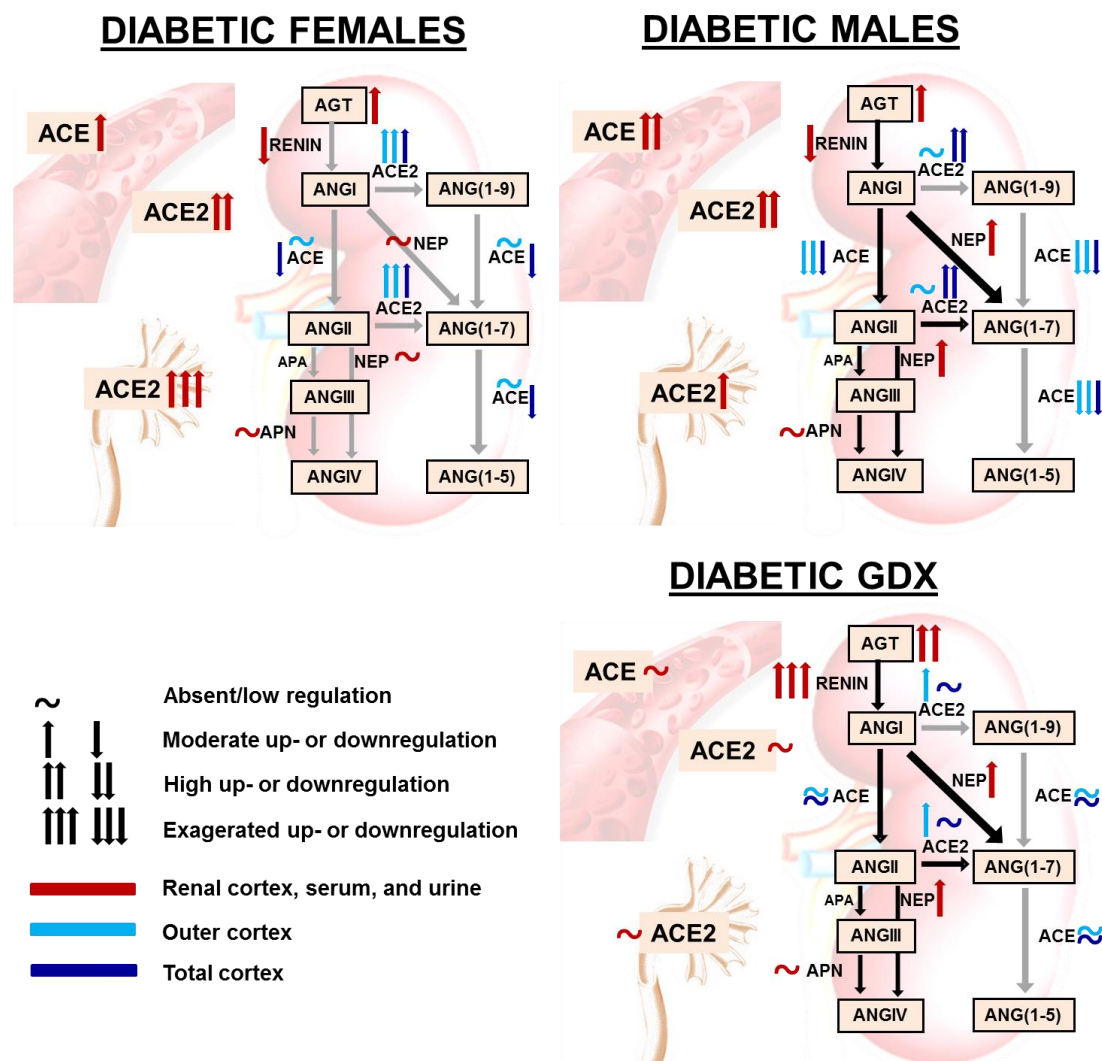 DIABETIC FEMALES
ACE
ACE2
ACE2
AGT
RENIN
ACE2
ANGI
ANG(1-9)
NEP
ACE
ACE
ACE2
ANGII
ANG(1-7)
APA
NEP
ANGIII
ACE
APN
ANGIV
ANG(1-5)
DIABETIC MALES
ACE
ACE2
ACE2
AGT
RENIN
ACE2
ANGI
ANG(1-9)
NEP
ACE
ACE
ACE2
ANGII
ANG(1-7)
APA
NEP
ANGIII
ACE
APN
ANGIV
ANG(1-5)
DIABETIC GDX
ACE
ACE2
ACE2
AGT
RENIN
ACE2
ANGI
ANG(1-9)
NEP
ACE
ACE
ACE2
ANGII
ANG(1-7)
APA
NEP
ANGIII
ACE
APN
ANGIV
ANG(1-5)
~ Absent/low regulation
Moderate up- or downregulation
High up- or downregulation
Exagerated up- or downregulation
Renal cortex, serum, and urine
Outer cortex
Total cortex